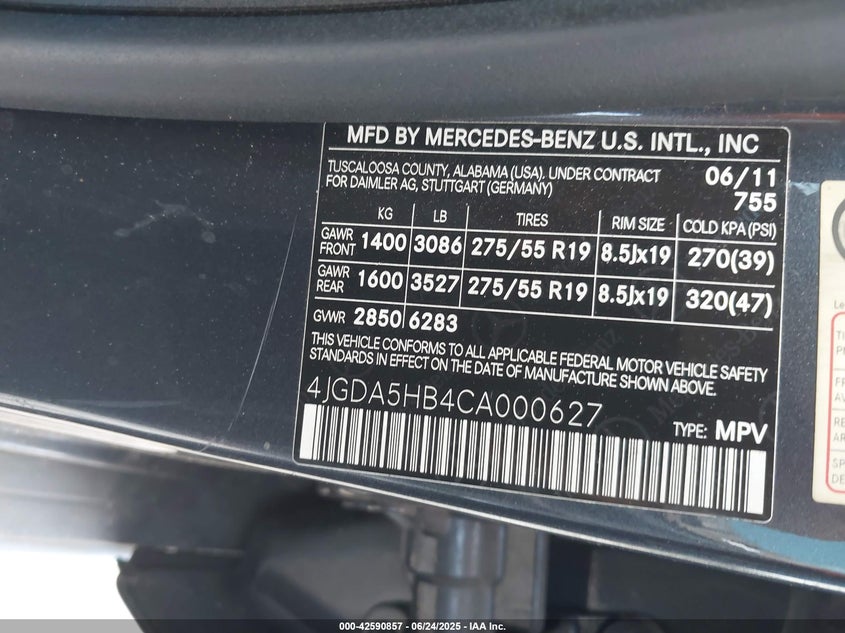 MFD BY MERCEDES-BENZ U.S. INTL., INC
TUSCALOOSA COUNTY, ALABAMA (USA). UNDER CONTRACT
FOR DAIMLER AG, STUTTGART (GERMANY)
06/11
755
KG LB TIRES RIM SIZE COLD KPA (PSI)
GAWR FRONT 1400 3086 275/55 R19 8.5Jx19 270(39)
GAWR REAR 1600 3527 275/55 R19 8.5Jx19 320(47)
GVWR 2850 6283
THIS VEHICLE CONFORMS TO ALL APPLICABLE FEDERAL MOTOR VEHICLE SAFETY
STANDARDS IN EFFECT ON THE DATE OF MANUFACTURE SHOWN ABOVE.
4JGDA5HB4CA000627
TYPE: MPV
000-42590857 - 06/24/2025 - IAA Inc.